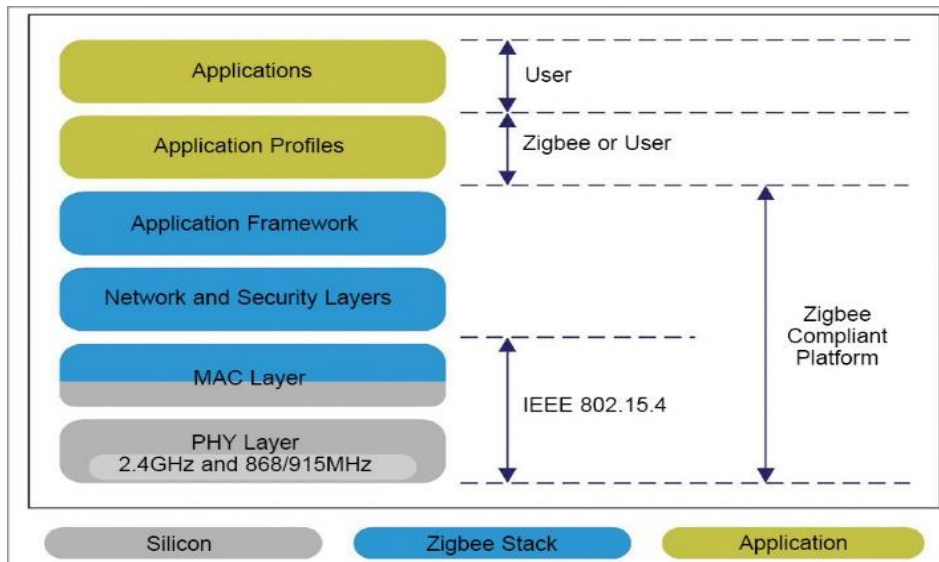 Applications
User
Application Profiles
Zigbee or User
Application Framework
Network and Security Layers
Zigbee
Compliant
Platform
MAC Layer
IEEE 802.15.4
PHY Layer
2.4GHz and 868/915MHz
Silicon
Zigbee Stack
Application